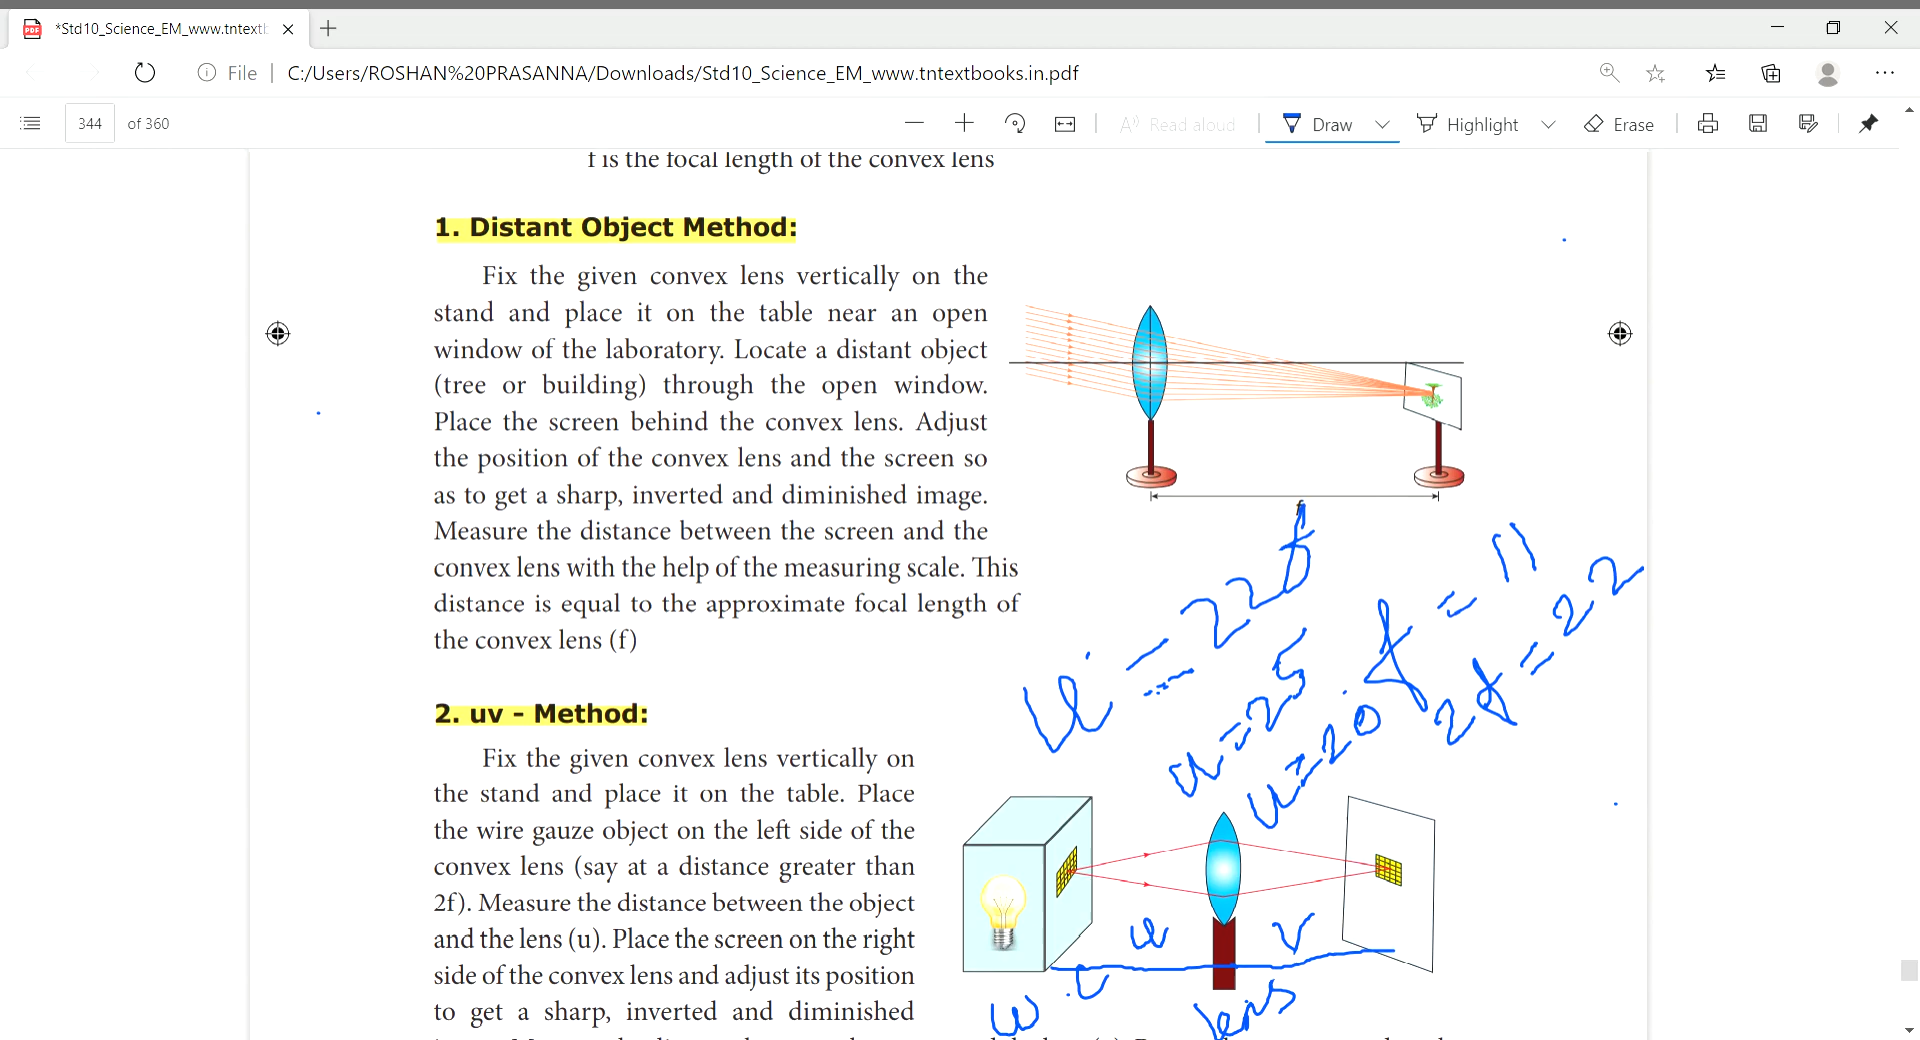 *Std10_Science_EM_www.tntextb
File
C:/Users/ROSHAN%20PRASANNA/Downloads/Std10_Science_EM_www.tntextbooks.in.pdf
344 of 360
Read aloud
Draw
Highlight
Erase
f is the focal length of the convex lens
1. Distant Object Method:
Fix the given convex lens vertically on the
stand and place it on the table near an open
window of the laboratory. Locate a distant object
(tree or building) through the open window.
Place the screen behind the convex lens. Adjust
the position of the convex lens and the screen so
as to get a sharp, inverted and diminished image.
Measure the distance between the screen and the
convex lens with the help of the measuring scale. This
distance is equal to the approximate focal length of
the convex lens (f)
f
u = 22f
f = 11
2f = 22
u = 25
u = 20
2. uv - Method:
Fix the given convex lens vertically on
the stand and place it on the table. Place
the wire gauze object on the left side of the
convex lens (say at a distance greater than
2f). Measure the distance between the object
and the lens (u). Place the screen on the right
side of the convex lens and adjust its position
to get a sharp, inverted and diminished
u
v
lens